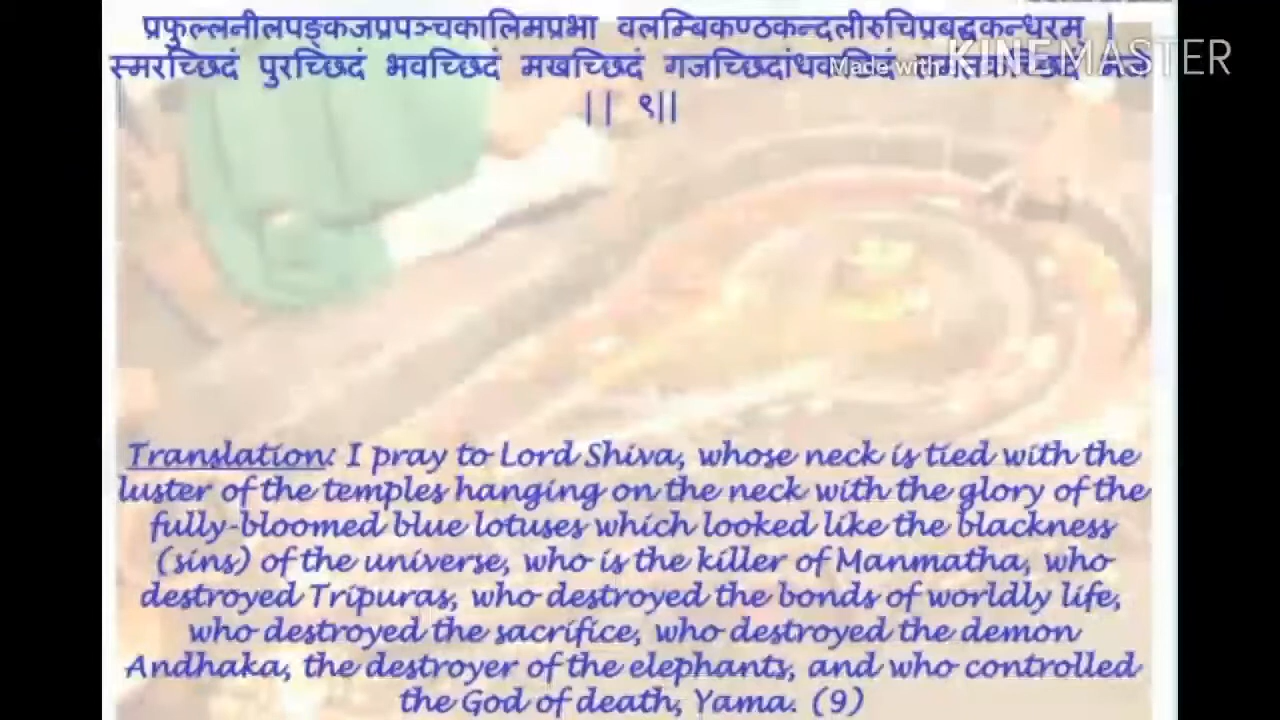 प्रफुल्लनीलपङ्कजप्रपञ्चकालिमप्रभा वलम्बिकण्ठकन्दलीरुचिप्रबद्धकन्धरम |
स्मरच्छिदं पुरच्छिदं भवच्छिदं मखच्छिदं
Made with KINEMASTER
|| ९||
Translation: I pray to Lord Shiva, whose neck is tied with the
luster of the temples hanging on the neck with the glory of the
fully-bloomed blue lotuses which looked like the blackness
(sins) of the universe, who is the killer of Manmatha, who
destroyed Tripuras, who destroyed the bonds of worldly life,
who destroyed the sacrifice, who destroyed the demon
Andhaka, the destroyer of the elephants, and who controlled
the God of death, Yama. (9)